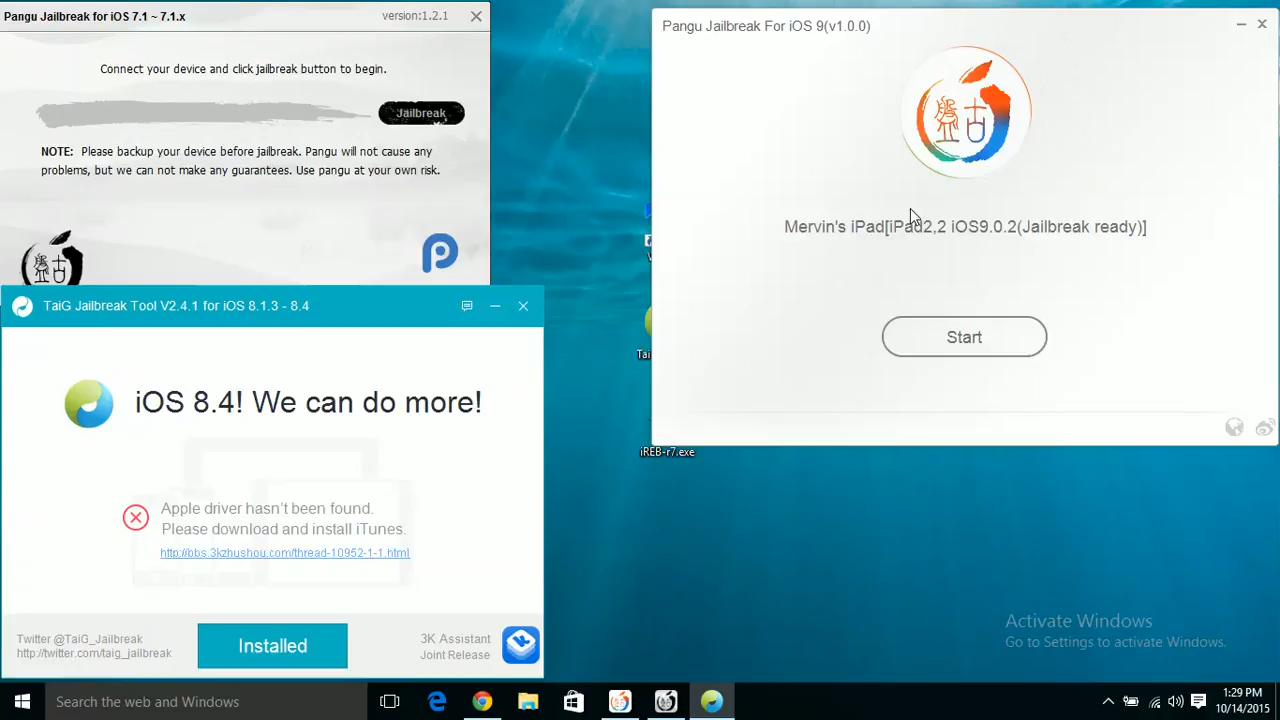 Pangu Jailbreak for iOS 7.1 ~ 7.1.x
version:1.2.1
Connect your device and click jailbreak button to begin.
Jailbreak
NOTE: Please backup your device before jailbreak. Pangu will not cause any
problems, but we can not make any guarantees. Use pangu at your own risk.
Pangu Jailbreak For iOS 9(v1.0.0)
盤古
Mervin's iPad[iPad2,2 iOS9.0.2(Jailbreak ready)]
Start
TaiG Jailbreak Tool V2.4.1 for iOS 8.1.3 - 8.4
iOS 8.4! We can do more!
Apple driver hasn't been found.
Please download and install iTunes.
http://bbs.3kzhushou.com/thread-10952-1-1.html
Twitter @TaiG_Jailbreak
http://twitter.com/taig_jailbreak
Installed
3K Assistant
Joint Release
Tai
iREB-r7.exe
Activate Windows
Go to Settings to activate Windows.
Search the web and Windows
1:29 PM
10/14/2015